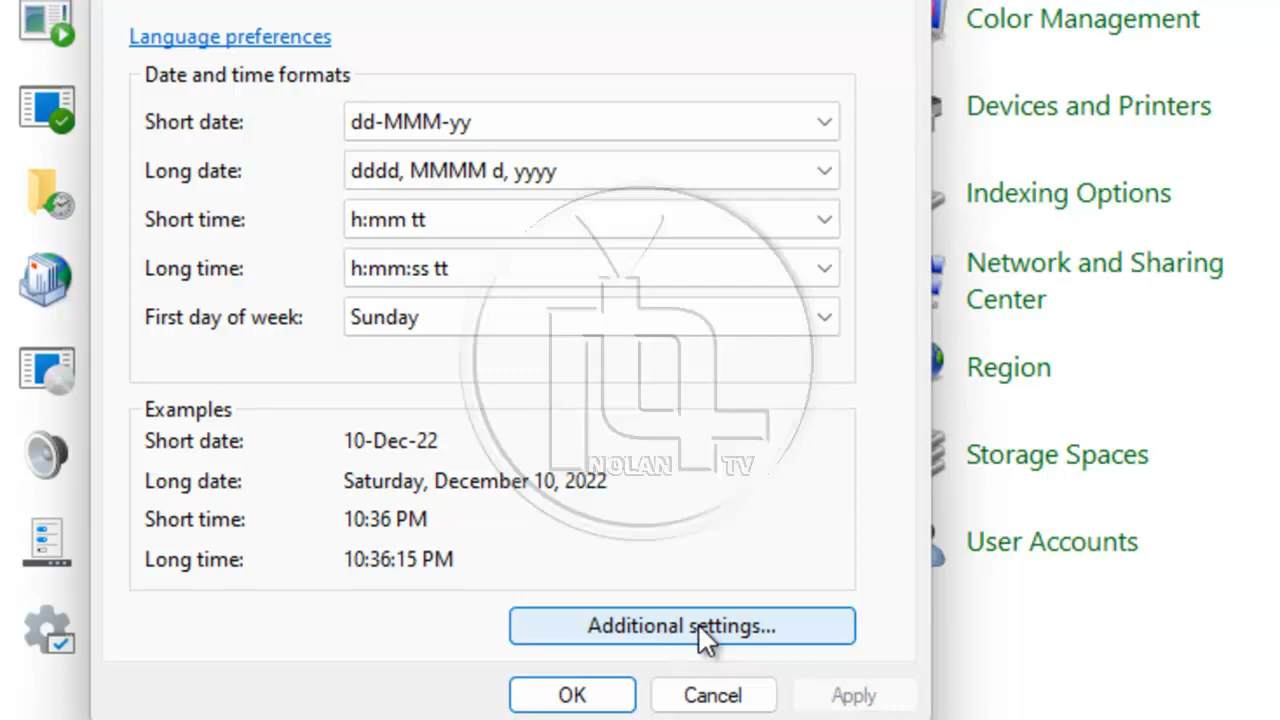 Language preferences
Date and time formats
Short date: dd-MMM-yy
Long date: dddd, MMMM d, yyyy
Short time: h:mm tt
Long time: h:mm:ss tt
First day of week: Sunday
Examples
Short date: 10-Dec-22
Long date: Saturday, December 10, 2022
Short time: 10:36 PM
Long time: 10:36:15 PM
Additional settings...
OK Cancel Apply
Color Management
Devices and Printers
Indexing Options
Network and Sharing
Center
Region
Storage Spaces
User Accounts
NOLAN TV